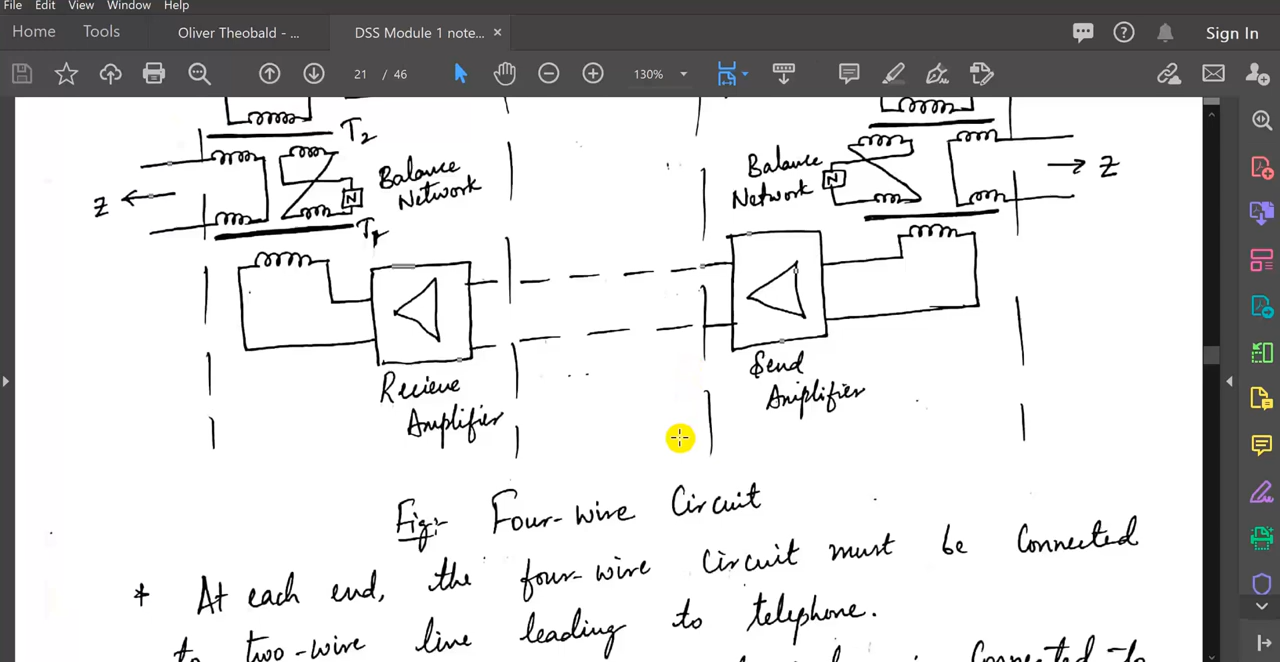 File Edit View Window Help
Home Tools Oliver Theobald - ... DSS Module 1 note... × Sign In
21 / 46 130%
T2
Balance
Network
N
Z
T1
Balance
Network
N
Z
Recieve
Amplifier
Send
Amplifier
Fig:- Four-wire Circuit
* At each end, the four-wire circuit must be Connected
to two-wire line leading to telephone.
Connected to